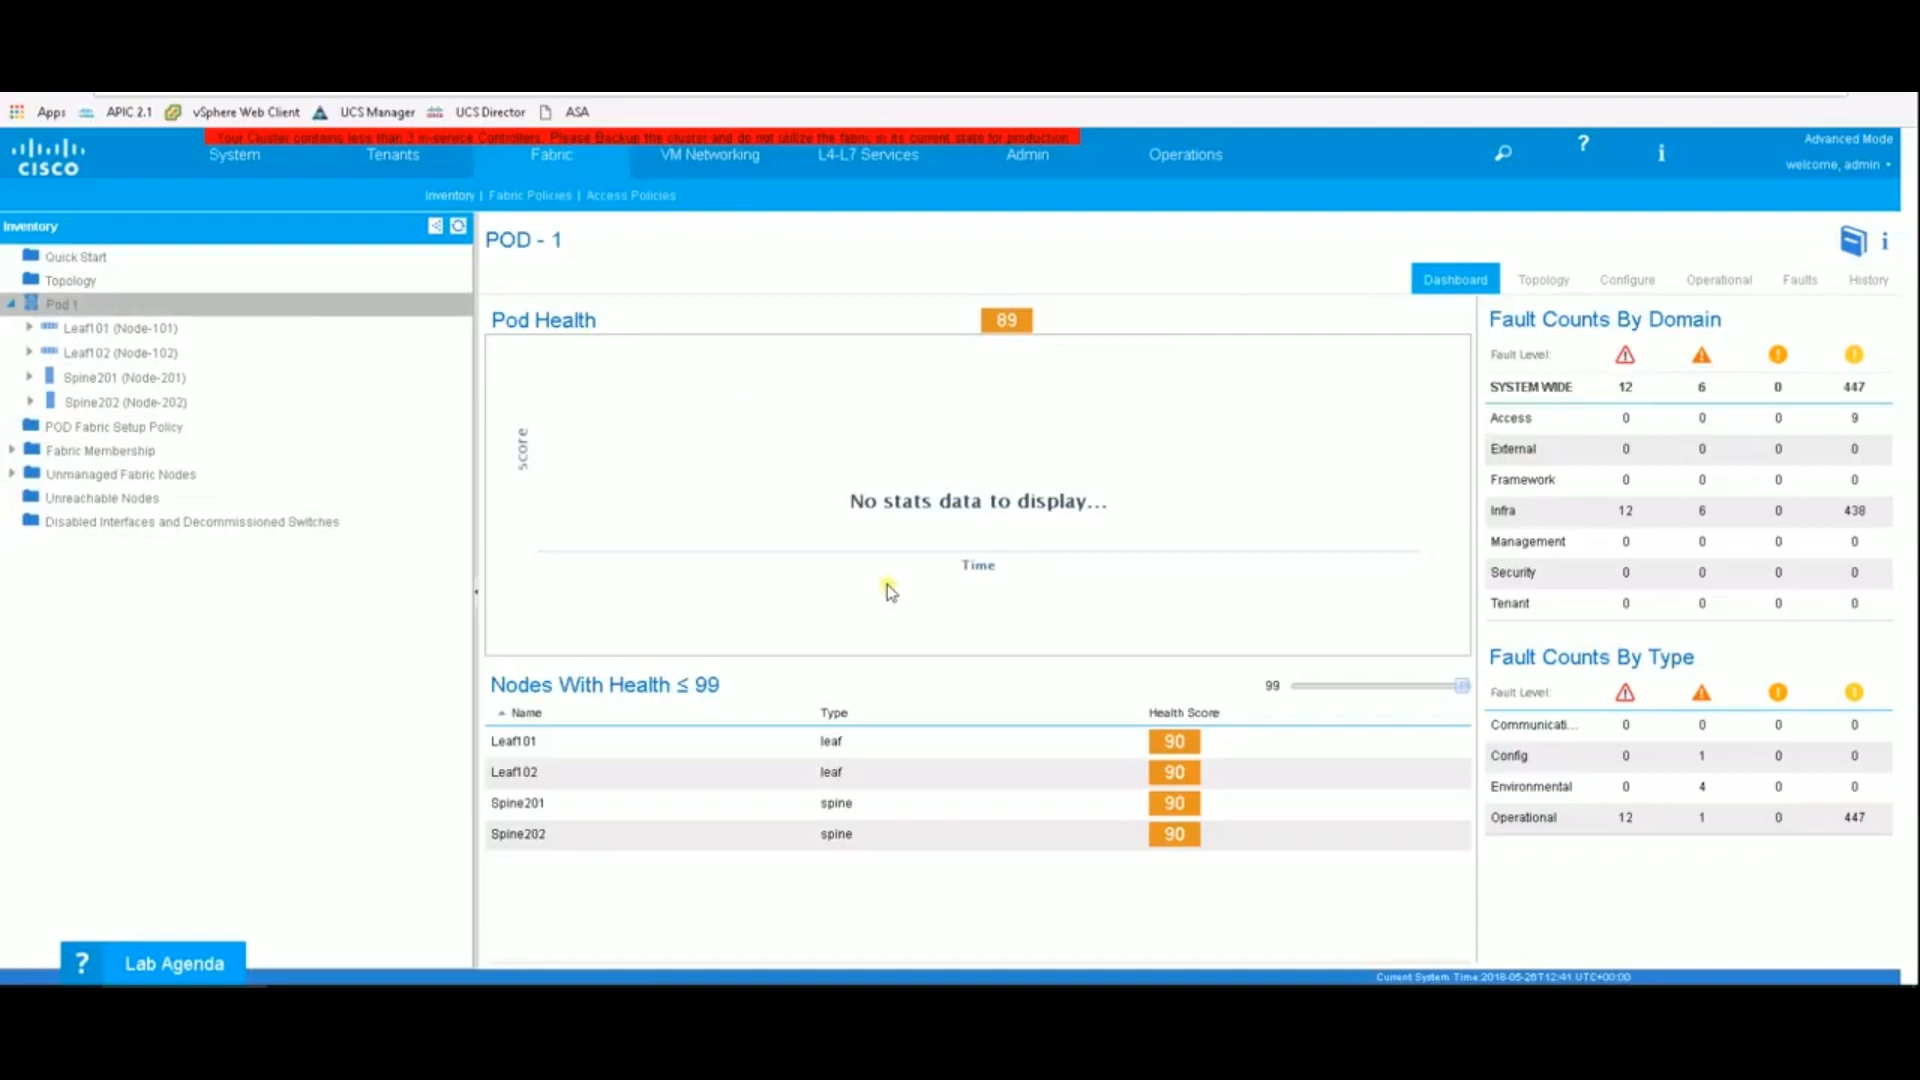 Apps APIC 2.1 vSphere Web Client UCS Manager UCS Director ASA
Your Cluster contains less than 3 in-service Controllers. Please Backup the cluster and do not utilize the fabric in its current state for production.
CISCO
System Tenants Fabric VM Networking L4-L7 Services Admin Operations ? i
Advanced Mode
welcome, admin
Inventory | Fabric Policies | Access Policies
Inventory
Quick Start
Topology
Pod 1
Leaf101 (Node-101)
Leaf102 (Node-102)
Spine201 (Node-201)
Spine202 (Node-202)
POD Fabric Setup Policy
Fabric Membership
Unmanaged Fabric Nodes
Unreachable Nodes
Disabled Interfaces and Decommissioned Switches
POD - 1
i
Dashboard Topology Configure Operational Faults History
Pod Health 89
score
No stats data to display...
Time
Nodes With Health ≤ 99
99
Name Type Health Score
Leaf101 leaf 90
Leaf102 leaf 90
Spine201 spine 90
Spine202 spine 90
Fault Counts By Domain
Fault Level:
SYSTEM WIDE 12 6 0 447
Access 0 0 0 9
External 0 0 0 0
Framework 0 0 0 0
Infra 12 6 0 438
Management 0 0 0 0
Security 0 0 0 0
Tenant 0 0 0 0
Fault Counts By Type
Fault Level:
Communicati... 0 0 0 0
Config 0 1 0 0
Environmental 0 4 0 0
Operational 12 1 0 447
? Lab Agenda
Current System Time:2018-05-26T12:41 UTC+00:00